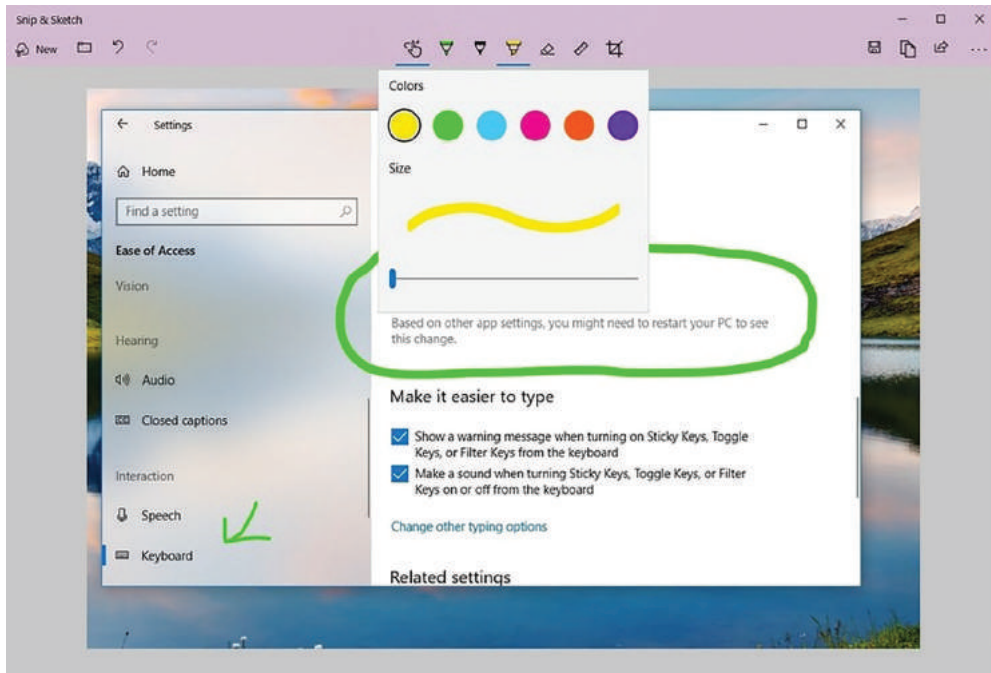 Snip & Sketch
New
Colors
Size
Settings
Home
Find a setting
Ease of Access
Vision
Hearing
Audio
Closed captions
Interaction
Speech
Keyboard
Based on other app settings, you might need to restart your PC to see
this change.
Make it easier to type
Show a warning message when turning on Sticky Keys, Toggle
Keys, or Filter Keys from the keyboard
Make a sound when turning Sticky Keys, Toggle Keys, or Filter
Keys on or off from the keyboard
Change other typing options
Related settings